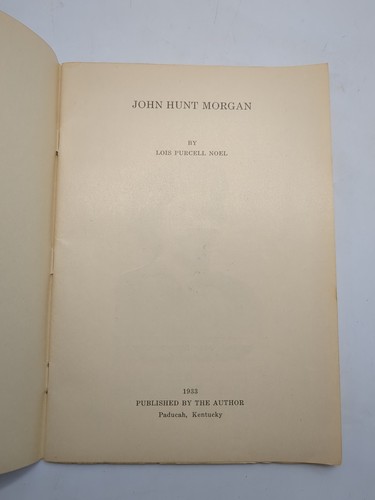 JOHN HUNT MORGAN
BY
LOIS PURCELL NOEL
1933
PUBLISHED BY THE AUTHOR
Paducah, Kentucky